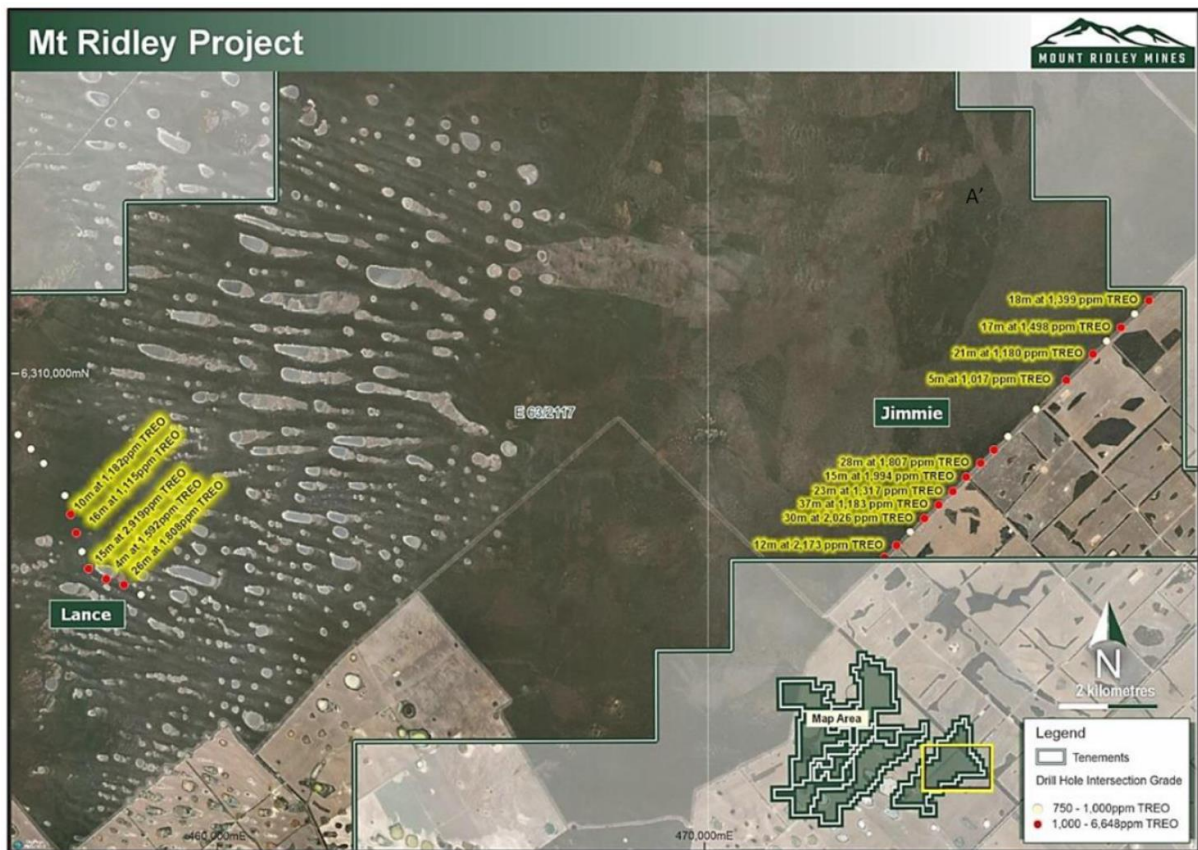 Mt Ridley Project
MOUNT RIDLEY MINES
A'
18m at 1,399 ppm TREO
17m at 1,498 ppm TREO
21m at 1,180 ppm TREO
6,310,000mN
5m at 1,017 ppm TREO
E 63/2117
Jimmie
10m at 1,182ppm TREO
16m at 1,115ppm TREO
15m at 2,919ppm TREO
4m at 1,592ppm TREO
26m at 1,808ppm TREO
28m at 1,807 ppm TREO
15m at 1,994 ppm TREO
23m at 1,317 ppm TREO
37m at 1,183 ppm TREO
30m at 2,026 ppm TREO
12m at 2,173 ppm TREO
Lance
N
2 kilometres
Map Area
Legend
Tenements
Drill Hole Intersection Grade
750 - 1,000ppm TREO
1,000 - 6,648ppm TREO
460,000mE
470,000mE